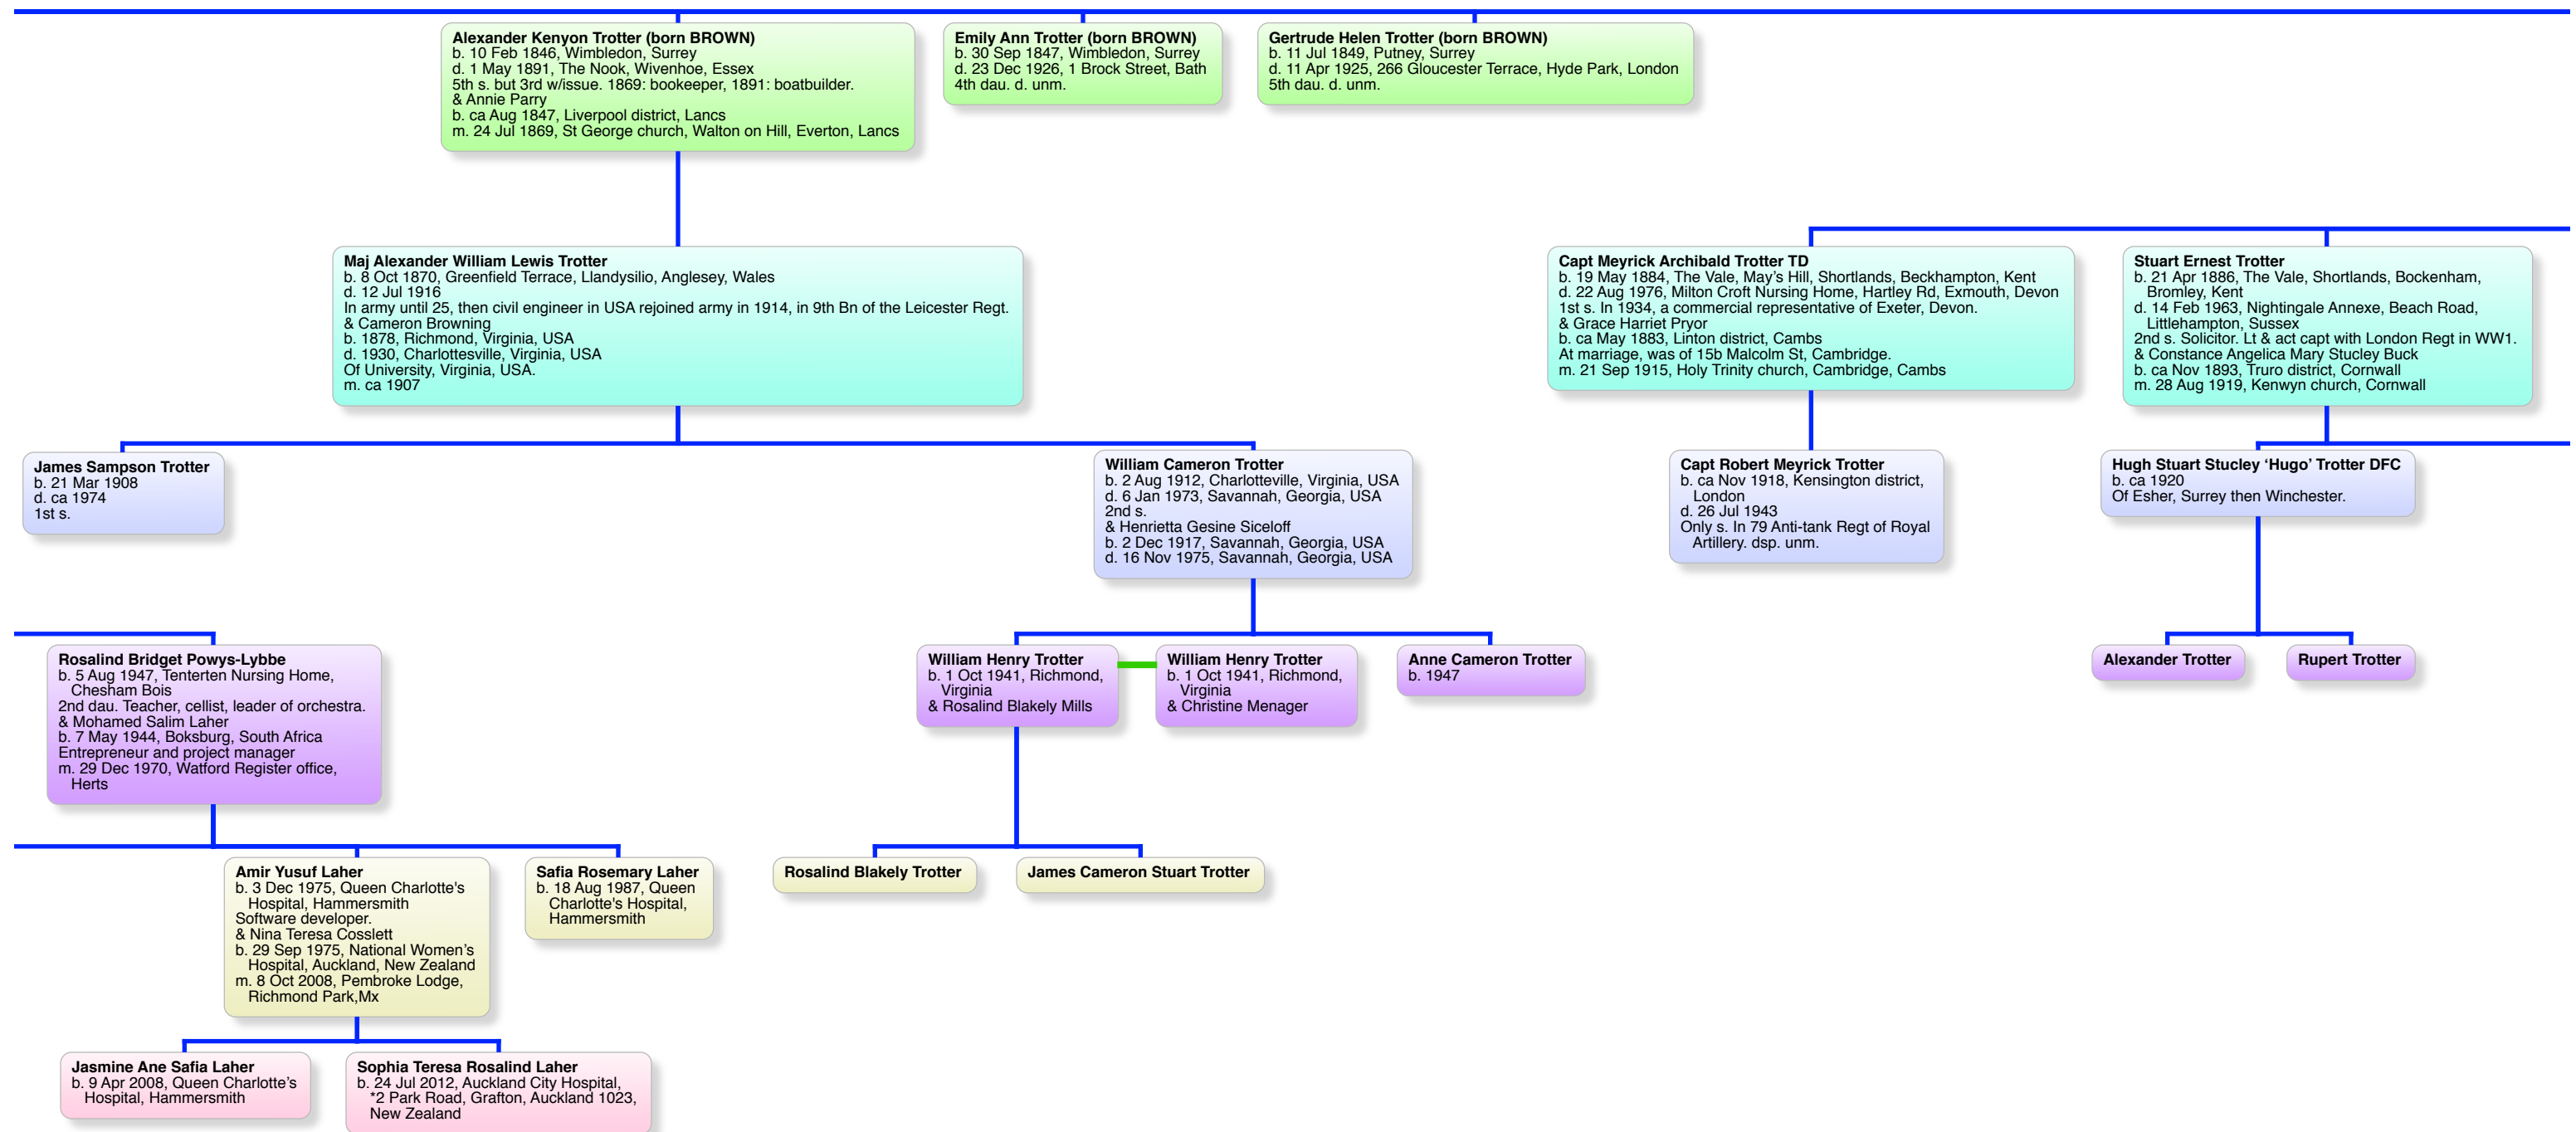 Alexander Kenyon Trotter (born BROWN)
b. 10 Feb 1846, Wimbledon, Surrey
d. 1 May 1891, The Nook, Wivenhoe, Essex
5th s. but 3rd w/issue. 1869: bookeeper, 1891: boatbuilder.
& Annie Parry
b. ca Aug 1847, Liverpool district, Lancs
m. 24 Jul 1869, St George church, Walton on Hill, Everton, Lancs
Emily Ann Trotter (born BROWN)
b. 30 Sep 1847, Wimbledon, Surrey
d. 23 Dec 1926, 1 Brock Street, Bath
4th dau. d. unm.
Gertrude Helen Trotter (born BROWN)
b. 11 Jul 1849, Putney, Surrey
d. 11 Apr 1925, 266 Gloucester Terrace, Hyde Park, London
5th dau. d. unm.
Maj Alexander William Lewis Trotter
b. 8 Oct 1870, Greenfield Terrace, Llandysilio, Anglesey, Wales
d. 12 Jul 1916
In army until 25, then civil engineer in USA rejoined army in 1914, in 9th Bn of the Leicester Regt.
& Cameron Browning
b. 1878, Richmond, Virginia, USA
d. 1930, Charlottesville, Virginia, USA
Of University, Virginia, USA.
m. ca 1907
Capt Meyrick Archibald Trotter TD
b. 19 May 1884, The Vale, May's Hill, Shortlands, Beckhampton, Kent
d. 22 Aug 1976, Milton Croft Nursing Home, Hartley Rd, Exmouth, Devon
1st s. In 1934, a commercial representative of Exeter, Devon.
& Grace Harriet Pryor
b. ca May 1883, Linton district, Cambs
At marriage, was of 15b Malcolm St, Cambridge.
m. 21 Sep 1915, Holy Trinity church, Cambridge, Cambs
Stuart Ernest Trotter
b. 21 Apr 1886, The Vale, Shortlands, Bockenham,
Bromley, Kent
d. 14 Feb 1963, Nightingale Annexe, Beach Road,
Littlehampton, Sussex
2nd s. Solicitor. Lt & act capt with London Regt in WW1.
& Constance Angelica Mary Stucley Buck
b. ca Nov 1893, Truro district, Cornwall
m. 28 Aug 1919, Kenwyn church, Cornwall
James Sampson Trotter
b. 21 Mar 1908
d. ca 1974
1st s.
William Cameron Trotter
b. 2 Aug 1912, Charlotteville, Virginia, USA
d. 6 Jan 1973, Savannah, Georgia, USA
2nd s.
& Henrietta Gesine Siceloff
b. 2 Dec 1917, Savannah, Georgia, USA
d. 16 Nov 1975, Savannah, Georgia, USA
Capt Robert Meyrick Trotter
b. ca Nov 1918, Kensington district,
London
d. 26 Jul 1943
Only s. In 79 Anti-tank Regt of Royal
Artillery. dsp. unm.
Hugh Stuart Stucley ‘Hugo’ Trotter DFC
b. ca 1920
Of Esher, Surrey then Winchester.
Rosalind Bridget Powys-Lybbe
b. 5 Aug 1947, Tenterten Nursing Home,
Chesham Bois
2nd dau. Teacher, cellist, leader of orchestra.
& Mohamed Salim Laher
b. 7 May 1944, Boksburg, South Africa
Entrepreneur and project manager
m. 29 Dec 1970, Watford Register office,
Herts
William Henry Trotter
b. 1 Oct 1941, Richmond,
Virginia
& Rosalind Blakely Mills
William Henry Trotter
b. 1 Oct 1941, Richmond,
Virginia
& Christine Menager
Anne Cameron Trotter
b. 1947
Alexander Trotter
Rupert Trotter
Amir Yusuf Laher
b. 3 Dec 1975, Queen Charlotte's
Hospital, Hammersmith
Software developer.
& Nina Teresa Cosslett
b. 29 Sep 1975, National Women's
Hospital, Auckland, New Zealand
m. 8 Oct 2008, Pembroke Lodge,
Richmond Park,Mx
Safia Rosemary Laher
b. 18 Aug 1987, Queen
Charlotte's Hospital,
Hammersmith
Rosalind Blakely Trotter
James Cameron Stuart Trotter
Jasmine Ane Safia Laher
b. 9 Apr 2008, Queen Charlotte's
Hospital, Hammersmith
Sophia Teresa Rosalind Laher
b. 24 Jul 2012, Auckland City Hospital,
*2 Park Road, Grafton, Auckland 1023,
New Zealand